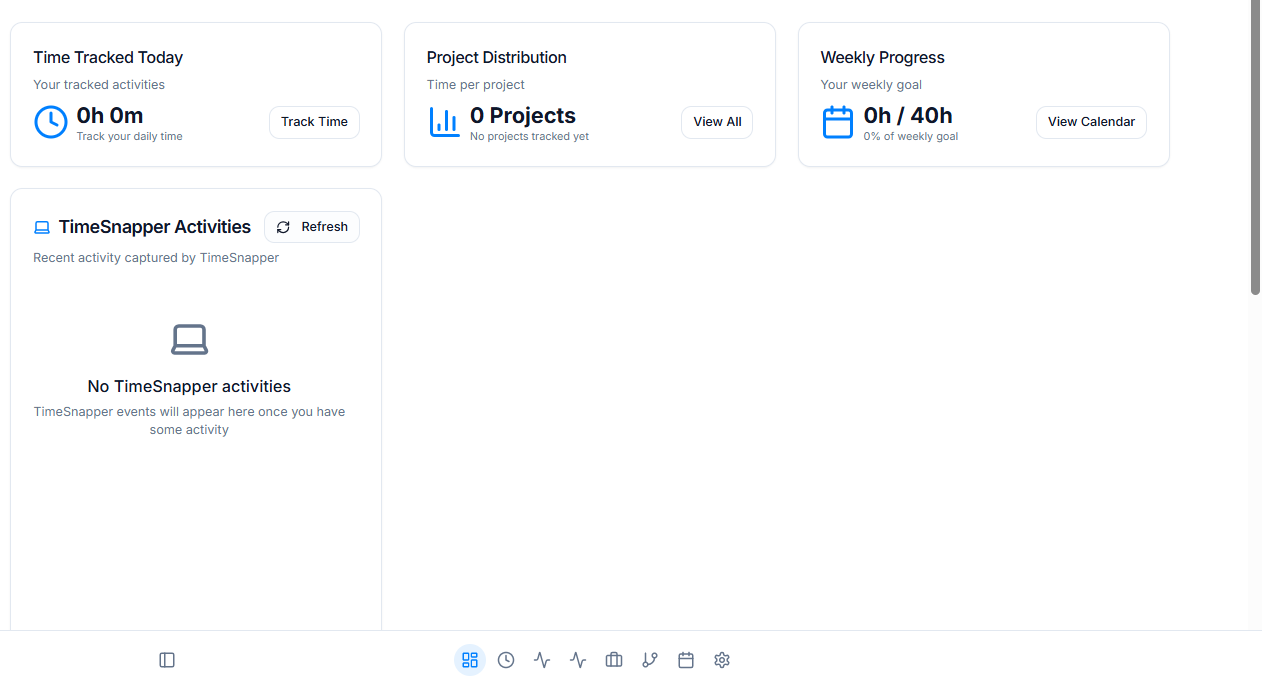 Time Tracked Today
Your tracked activities
0h 0m
Track your daily time
Track Time
Project Distribution
Time per project
0 Projects
No projects tracked yet
View All
Weekly Progress
Your weekly goal
0h / 40h
0% of weekly goal
View Calendar
TimeSnapper Activities
Refresh
Recent activity captured by TimeSnapper
No TimeSnapper activities
TimeSnapper events will appear here once you have
some activity